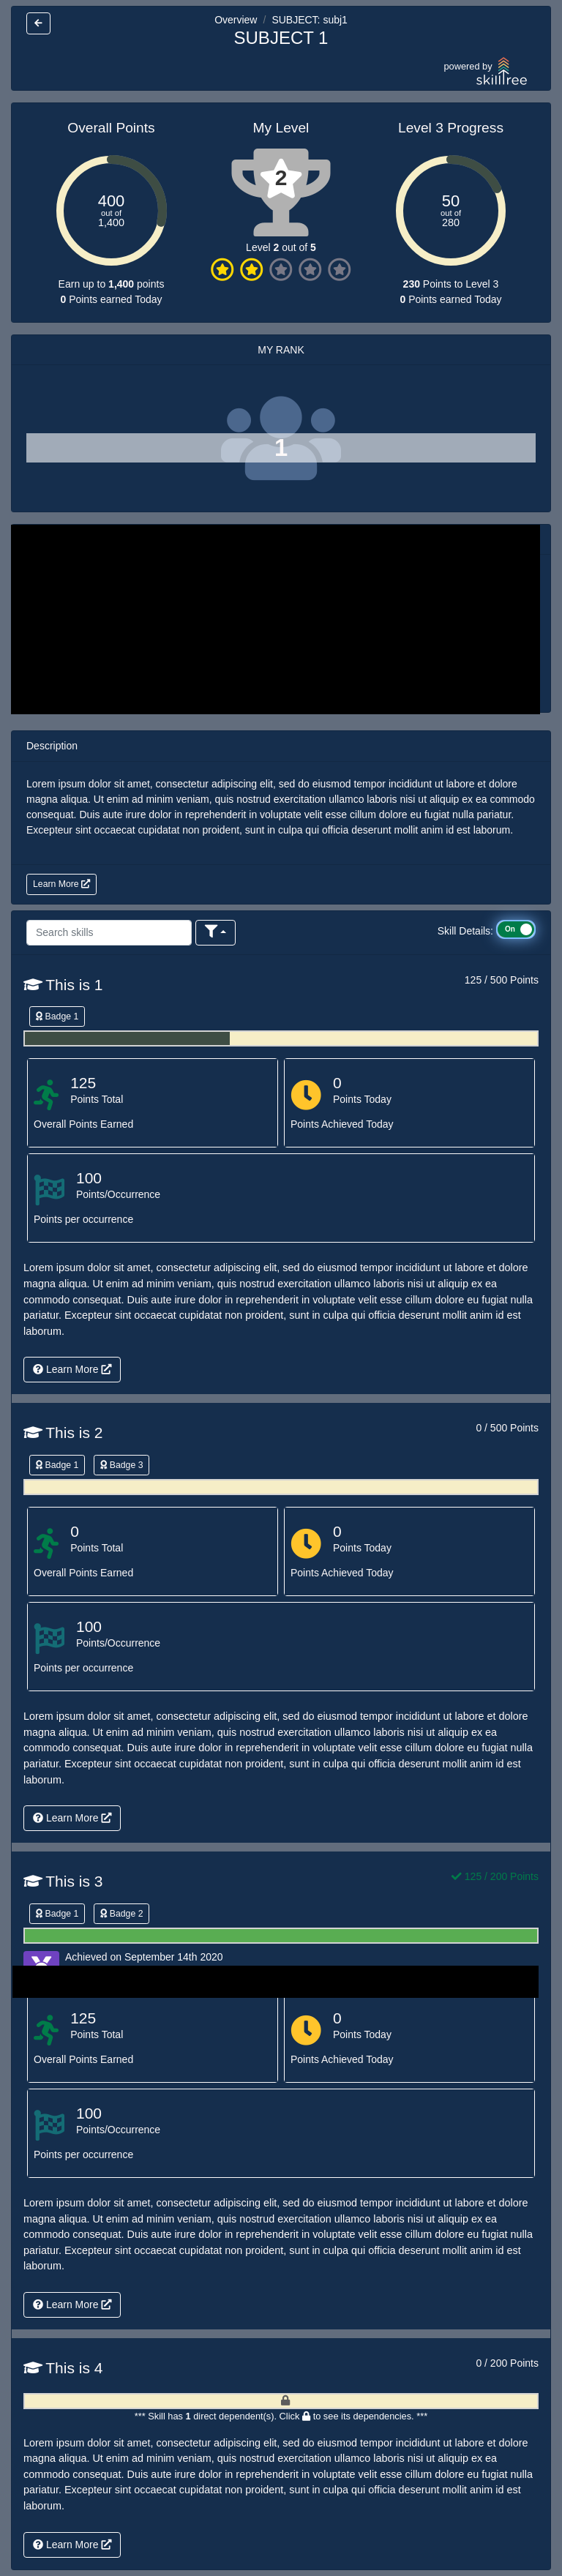 Overview / SUBJECT: subj1
SUBJECT 1
powered by
skilltree
Overall Points
400
out of
1,400
Earn up to 1,400 points
0 Points earned Today
My Level
2
Level 2 out of 5
Level 3 Progress
50
out of
280
230 Points to Level 3
0 Points earned Today
MY RANK
1
Description
Lorem ipsum dolor sit amet, consectetur adipiscing elit, sed do eiusmod tempor incididunt ut labore et dolore
magna aliqua. Ut enim ad minim veniam, quis nostrud exercitation ullamco laboris nisi ut aliquip ex ea commodo
consequat. Duis aute irure dolor in reprehenderit in voluptate velit esse cillum dolore eu fugiat nulla pariatur.
Excepteur sint occaecat cupidatat non proident, sunt in culpa qui officia deserunt mollit anim id est laborum.
Learn More
Search skills
Skill Details: On
This is 1
125 / 500 Points
Badge 1
125
Points Total
Overall Points Earned
0
Points Today
Points Achieved Today
100
Points/Occurrence
Points per occurrence
Lorem ipsum dolor sit amet, consectetur adipiscing elit, sed do eiusmod tempor incididunt ut labore et dolore
magna aliqua. Ut enim ad minim veniam, quis nostrud exercitation ullamco laboris nisi ut aliquip ex ea
commodo consequat. Duis aute irure dolor in reprehenderit in voluptate velit esse cillum dolore eu fugiat nulla
pariatur. Excepteur sint occaecat cupidatat non proident, sunt in culpa qui officia deserunt mollit anim id est
laborum.
Learn More
This is 2
0 / 500 Points
Badge 1 Badge 3
0
Points Total
Overall Points Earned
0
Points Today
Points Achieved Today
100
Points/Occurrence
Points per occurrence
Lorem ipsum dolor sit amet, consectetur adipiscing elit, sed do eiusmod tempor incididunt ut labore et dolore
magna aliqua. Ut enim ad minim veniam, quis nostrud exercitation ullamco laboris nisi ut aliquip ex ea
commodo consequat. Duis aute irure dolor in reprehenderit in voluptate velit esse cillum dolore eu fugiat nulla
pariatur. Excepteur sint occaecat cupidatat non proident, sunt in culpa qui officia deserunt mollit anim id est
laborum.
Learn More
This is 3
125 / 200 Points
Badge 1 Badge 2
Achieved on September 14th 2020
125
Points Total
Overall Points Earned
0
Points Today
Points Achieved Today
100
Points/Occurrence
Points per occurrence
Lorem ipsum dolor sit amet, consectetur adipiscing elit, sed do eiusmod tempor incididunt ut labore et dolore
magna aliqua. Ut enim ad minim veniam, quis nostrud exercitation ullamco laboris nisi ut aliquip ex ea
commodo consequat. Duis aute irure dolor in reprehenderit in voluptate velit esse cillum dolore eu fugiat nulla
pariatur. Excepteur sint occaecat cupidatat non proident, sunt in culpa qui officia deserunt mollit anim id est
laborum.
Learn More
This is 4
0 / 200 Points
*** Skill has 1 direct dependent(s). Click to see its dependencies. ***
Lorem ipsum dolor sit amet, consectetur adipiscing elit, sed do eiusmod tempor incididunt ut labore et dolore
magna aliqua. Ut enim ad minim veniam, quis nostrud exercitation ullamco laboris nisi ut aliquip ex ea
commodo consequat. Duis aute irure dolor in reprehenderit in voluptate velit esse cillum dolore eu fugiat nulla
pariatur. Excepteur sint occaecat cupidatat non proident, sunt in culpa qui officia deserunt mollit anim id est
laborum.
Learn More